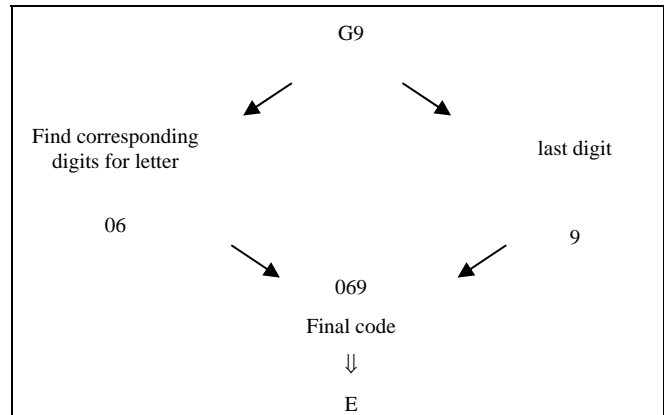 G9
Find corresponding
digits for letter
last digit
06
9
069
Final code
⇓
E